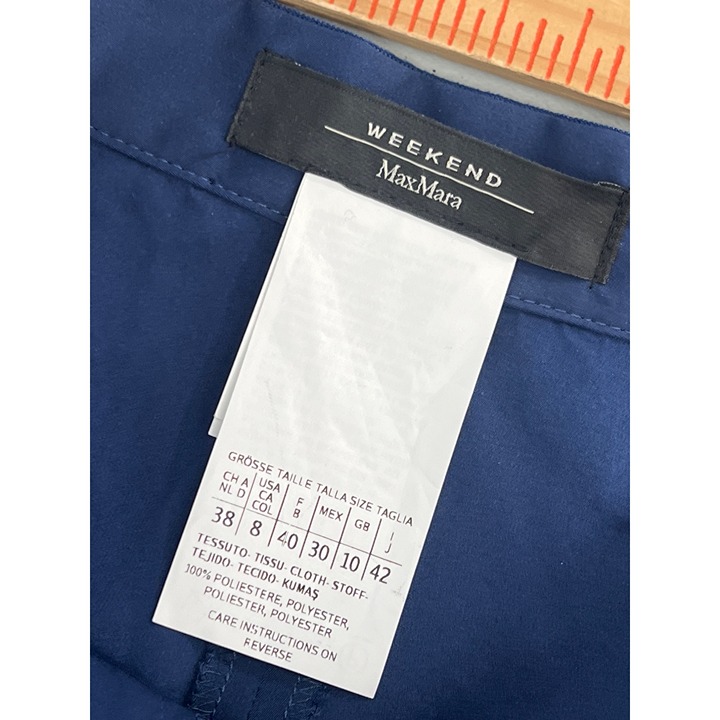 WEEKEND
MaxMara
GRÖSSE TAILLE TALLA SIZE TAGLIA
CH A NL D USA CA COL F B MEX GB I J
38 8 40 30 10 42
TESSUTO- TISSU- CLOTH- STOFF-
TEJIDO- TECIDO- KUMAŞ
100% POLIESTERE, POLYESTER,
POLIESTER, POLYESTER
CARE INSTRUCTIONS ON
REVERSE